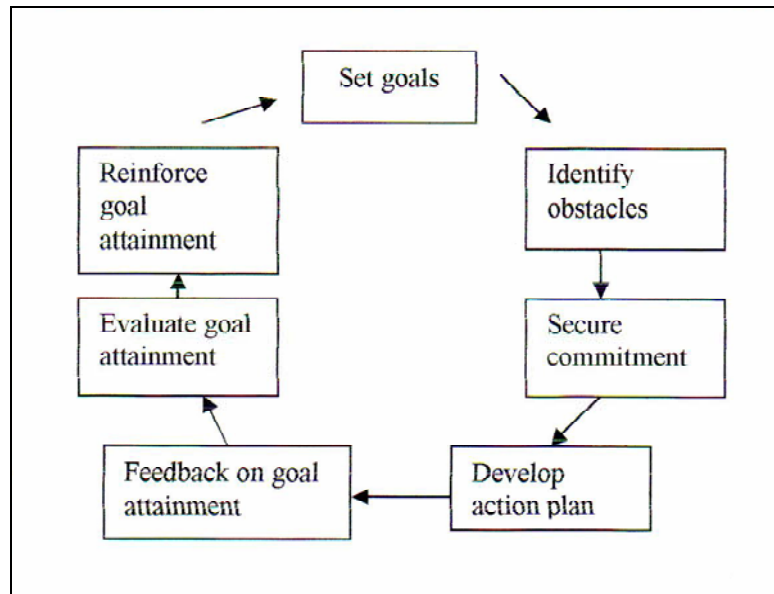 Set goals
Identify
obstacles
Secure
commitment
Develop
action plan
Feedback on goal
attainment
Evaluate goal
attainment
Reinforce
goal
attainment